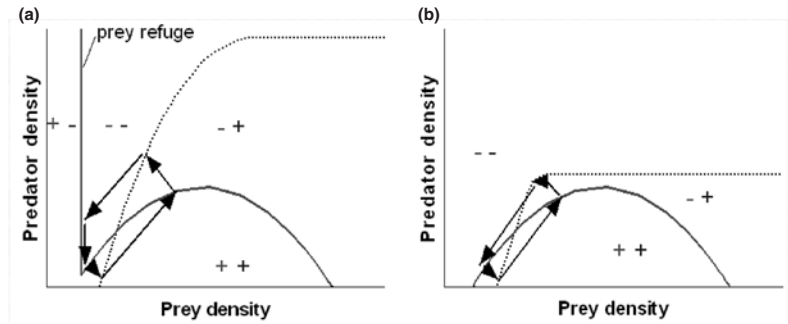 (a)
prey refuge
+ - - - - +
+ +
Predator density
Prey density
(b)
- -
- +
+ +
Predator density
Prey density